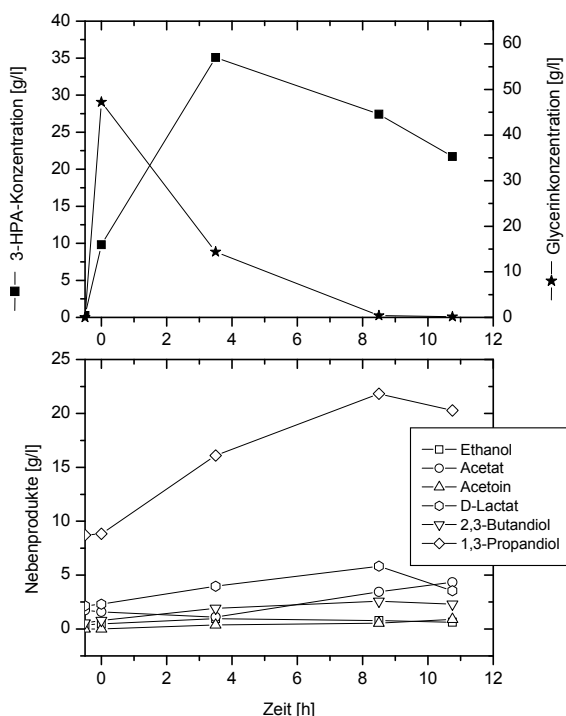 40
35
30
25
20
15
10
5
0
60
50
40
30
20
10
0
0 2 4 6 8 10 12
3-HPA-Konzentration [g/l]
Glycerinkonzentration [g/l]
25
20
15
10
5
0
0 2 4 6 8 10 12
Nebenprodukte [g/l]
Ethanol
Acetat
Acetoin
D-Lactat
2,3-Butandiol
1,3-Propandiol
Zeit [h]